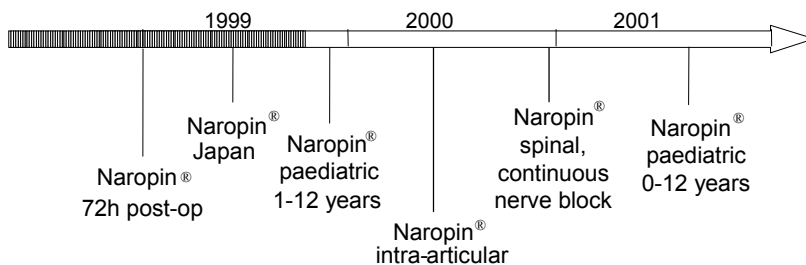 1999 2000 2001
Naropin®
72h post-op
Naropin®
Japan
Naropin®
paediatric
1-12 years
Naropin®
intra-articular
Naropin®
spinal,
continuous
nerve block
Naropin®
paediatric
0-12 years